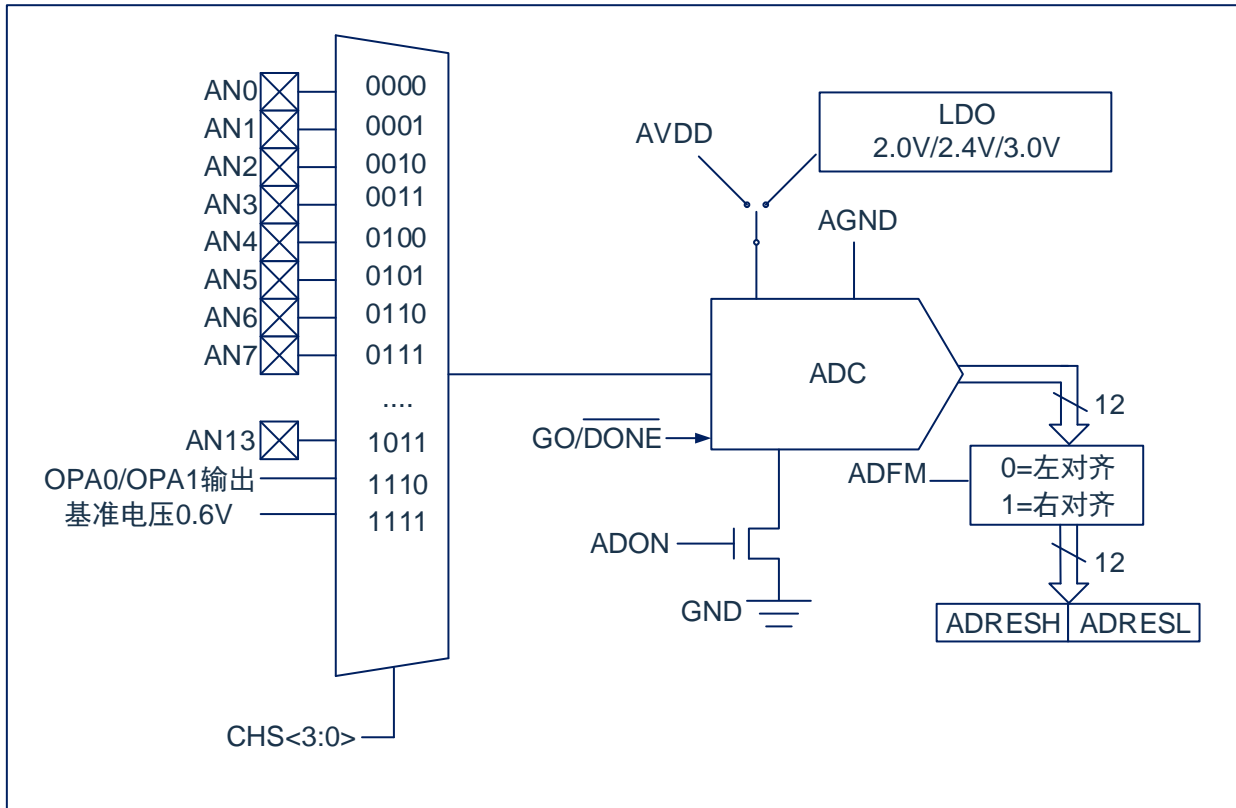 AN0 0000
AN1 0001
AN2 0010
AN3 0011
AN4 0100
AN5 0101
AN6 0110
AN7 0111
....
AN13 1011
OPA0/OPA1输出 1110
基准电压0.6V 1111
CHS<3:0>
AVDD
LDO
2.0V/2.4V/3.0V
AGND
ADC
GO/DONE
12
ADFM
0=左对齐
1=右对齐
ADON
12
GND
ADRESH ADRESL